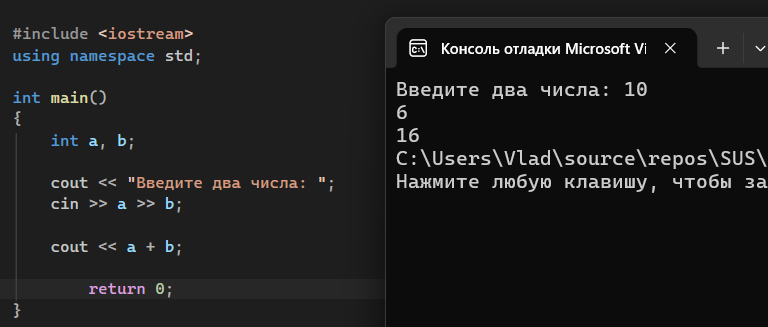 #include <iostream>
using namespace std;
int main()
{
int a, b;
cout << "Введите два числа: ";
cin >> a >> b;
cout << a + b;
return 0;
}
Консоль отладки Microsoft Vi
Введите два числа: 10
6
16
C:\Users\Vlad\source\repos\SUS\
Нажмите любую клавишу, чтобы за